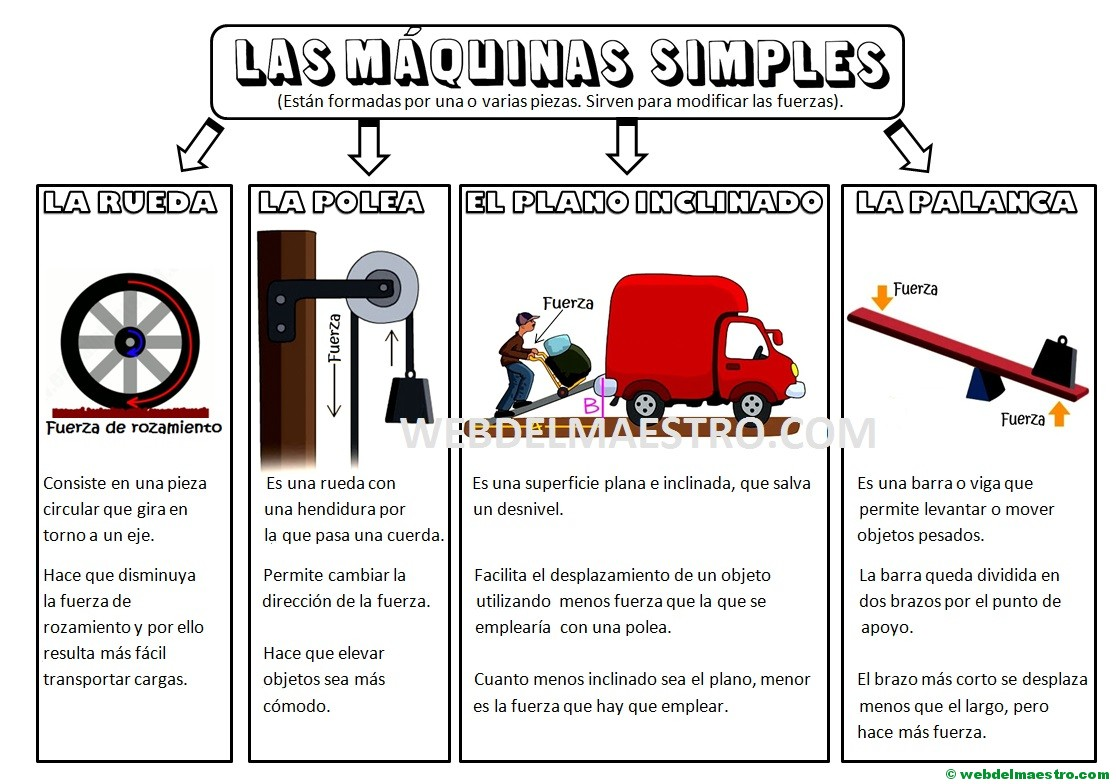 LAS MÁQUINAS SIMPLES
(Están formadas por una o varias piezas. Sirven para modificar las fuerzas).
LA RUEDA
Fuerza de rozamiento
Consiste en una pieza
circular que gira en
torno a un eje.
Hace que disminuya
la fuerza de
rozamiento y por ello
resulta más fácil
transportar cargas.
LA POLEA
Fuerza
Es una rueda con
una hendidura por
la que pasa una cuerda.
Permite cambiar la
dirección de la fuerza.
Hace que elevar
objetos sea más
cómodo.
EL PLANO INCLINADO
Fuerza
B
A
Es una superficie plana e inclinada, que salva
un desnivel.
Facilita el desplazamiento de un objeto
utilizando menos fuerza que la que se
emplearía con una polea.
Cuanto menos inclinado sea el plano, menor
es la fuerza que hay que emplear.
LA PALANCA
Fuerza
Fuerza
Es una barra o viga que
permite levantar o mover
objetos pesados.
La barra queda dividida en
dos brazos por el punto de
apoyo.
El brazo más corto se desplaza
menos que el largo, pero
hace más fuerza.
WEBDELMAESTRO.COM
© webdelmaestro.com